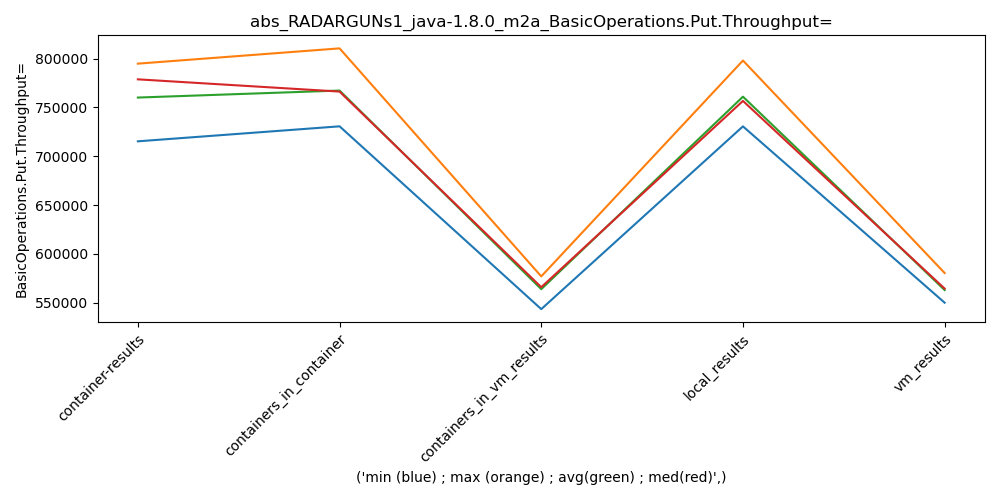 abs_RADARGUNs1_java-1.8.0_m2a_BasicOperations.Put.Throughput=
BasicOperations.Put.Throughput=
800000
750000
700000
650000
600000
550000
container-results
containers_in_container
containers_in_vm_results
local_results
vm_results
('min (blue) ; max (orange) ; avg(green) ; med(red)',)